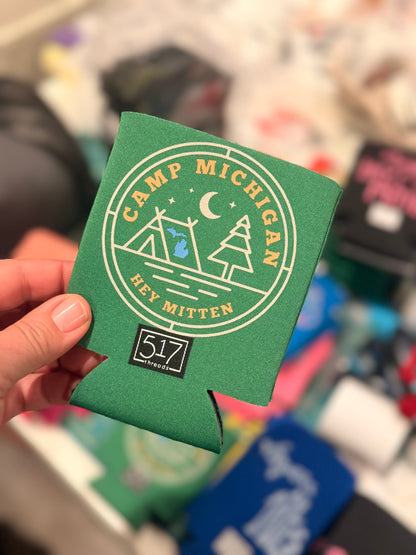 CAMP MICHIGAN
HEY MITTEN
517
threads